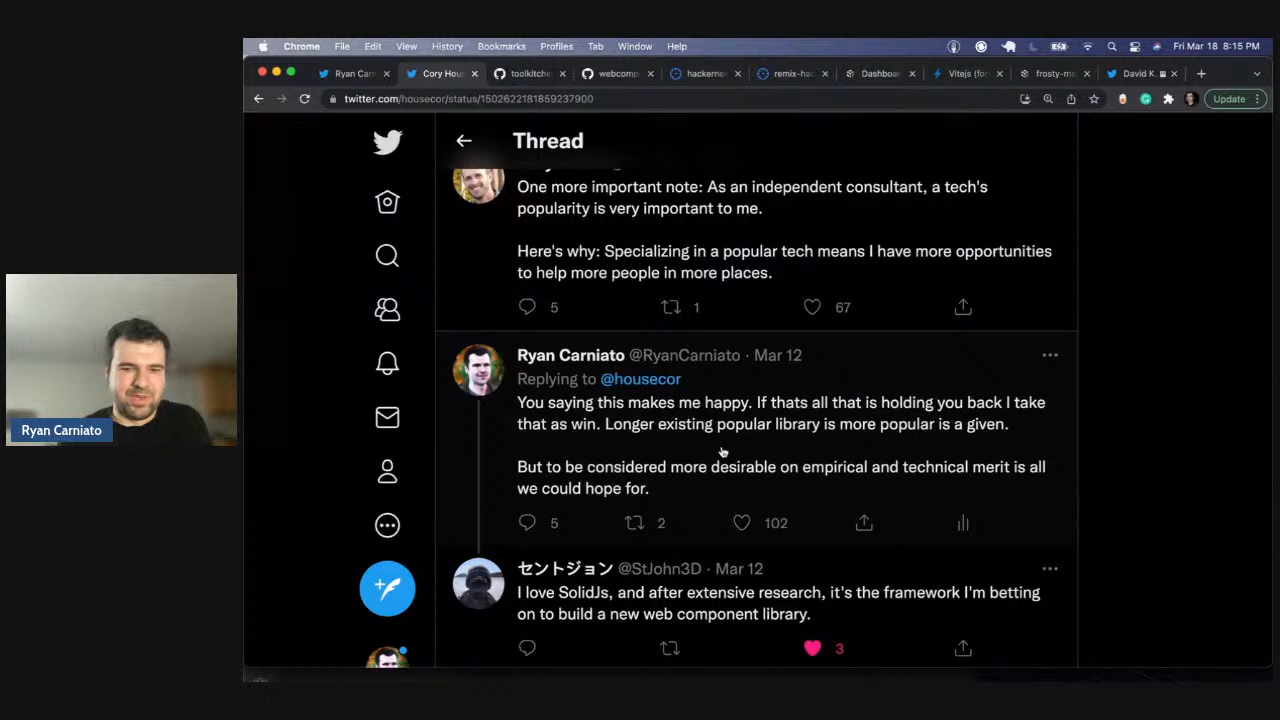 Chrome File Edit View History Bookmarks Profiles Tab Window Help
Fri Mar 18 8:15 PM
Ryan Carn
Cory Hou
toolkitche
webcomp
hackerne
remix-hac
Dashboar
Vitejs (for
frosty-me
David K.
twitter.com/housecor/status/1502622181859237900
Update
Thread
One more important note: As an independent consultant, a tech's
popularity is very important to me.
Here's why: Specializing in a popular tech means I have more opportunities
to help more people in more places.
5 1 67
Ryan Carniato @RyanCarniato · Mar 12
Replying to @housecor
You saying this makes me happy. If thats all that is holding you back I take
that as win. Longer existing popular library is more popular is a given.
But to be considered more desirable on empirical and technical merit is all
we could hope for.
5 2 102
セントジョン @StJohn3D · Mar 12
I love SolidJs, and after extensive research, it's the framework I'm betting
on to build a new web component library.
3
Ryan Carniato